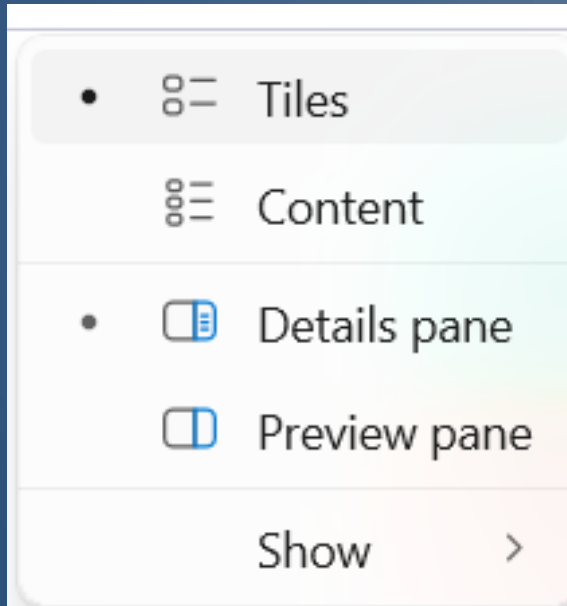 Tiles
Content
Details pane
Preview pane
Show